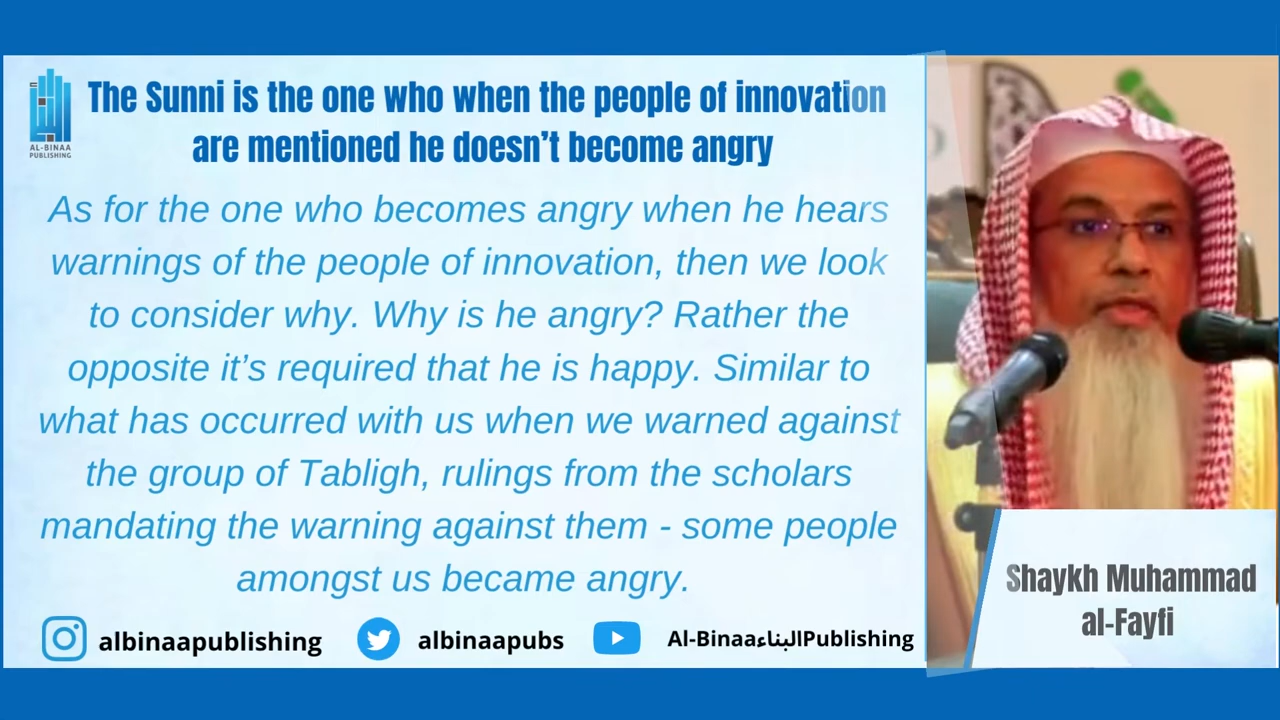 The Sunni is the one who when the people of innovation
are mentioned he doesn’t become angry
AL-BINAA
PUBLISHING
As for the one who becomes angry when he hears
warnings of the people of innovation, then we look
to consider why. Why is he angry? Rather the
opposite it’s required that he is happy. Similar to
what has occurred with us when we warned against
the group of Tabligh, rulings from the scholars
mandating the warning against them - some people
amongst us became angry.
albinaapublishing
albinaapubs
Al-BinaaالبناءPublishing
Shaykh Muhammad
al-Fayfi